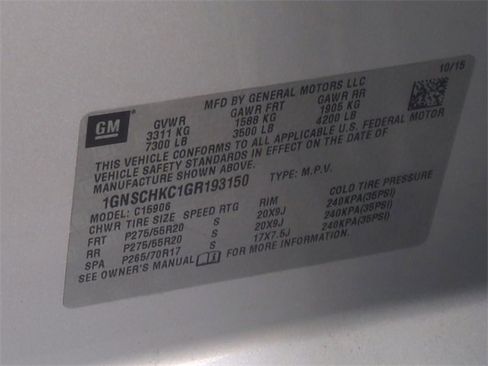 MFD BY GENERAL MOTORS LLC 10/15
GM GVWR GAWR FRT GAWR RR
3311 KG 1588 KG 1905 KG
7300 LB 3500 LB 4200 LB
THIS VEHICLE CONFORMS TO ALL APPLICABLE U.S. FEDERAL MOTOR
VEHICLE SAFETY STANDARDS IN EFFECT ON THE DATE OF
MANUFACTURE SHOWN ABOVE.
1GNSCHKC1GR193150 TYPE: M.P.V.
MODEL: C15906
CHWR TIRE SIZE SPEED RTG RIM COLD TIRE PRESSURE
FRT P275/55R20 S 20X9J 240KPA(35PSI)
RR P275/55R20 S 20X9J 240KPA(35PSI)
SPA P265/70R17 S 17X7.5J 240KPA(35PSI)
SEE OWNER'S MANUAL FOR MORE INFORMATION.